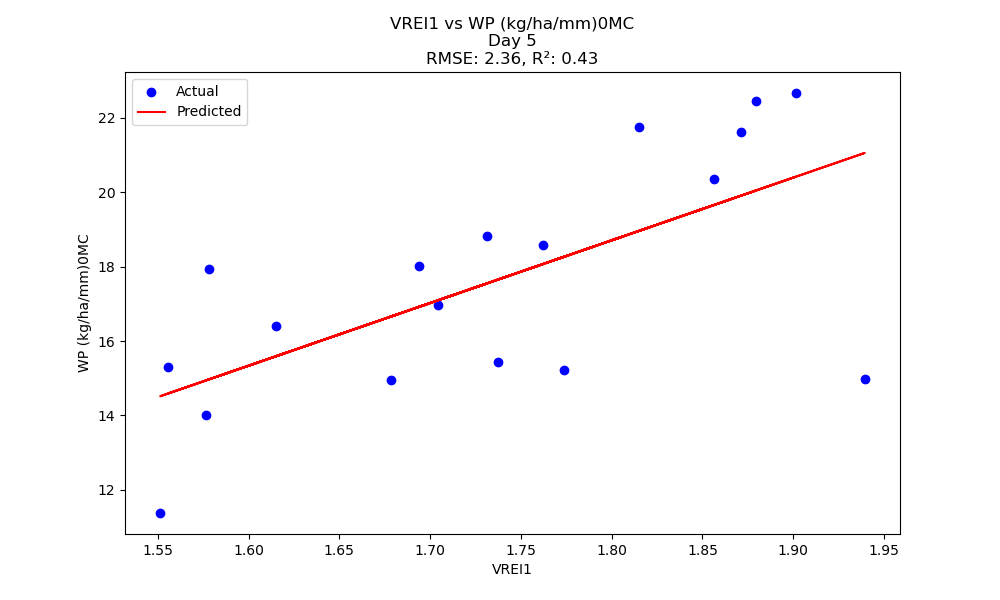 VREI1 vs WP (kg/ha/mm)0MC
Day 5
RMSE: 2.36, R²: 0.43
Actual
Predicted
WP (kg/ha/mm)0MC
22
20
18
16
14
12
1.55 1.60 1.65 1.70 1.75 1.80 1.85 1.90 1.95
VREI1